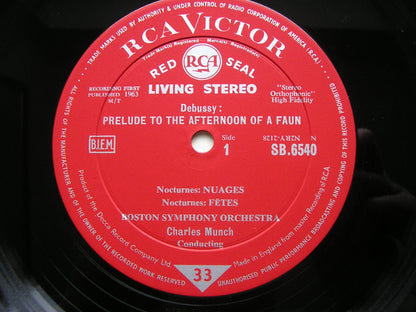 TRADE MARKS USED BY AUTHORITY & UNDER CONTROL OF RADIO CORPORATION OF AMERICA (R.C.A.)
RCA VICTOR
Trade Mark(s) Registered Marca(s) Registrada(s)
RED RCA SEAL
LIVING STEREO
RECORDING FIRST
PUBLISHED 1963
M/T
"Stereo
Orthophonic"
High Fidelity
Debussy :
PRELUDE TO THE AFTERNOON OF A FAUN
BIEM
Side
1
N2RY-2128 N
SB.6540
Nocturnes: NUAGES
Nocturnes: FÊTES
BOSTON SYMPHONY ORCHESTRA
Charles Munch
Conducting
33
Product of the Decca Record Company Ltd
Made in England from master Recording of RCA
ALL RIGHTS OF THE MANUFACTURER AND OF THE OWNER OF THE RECORDED WORK RESERVED
UNAUTHORISED PUBLIC PERFORMANCE BROADCASTING AND COPYING OF THIS RECORD PROHIBITED